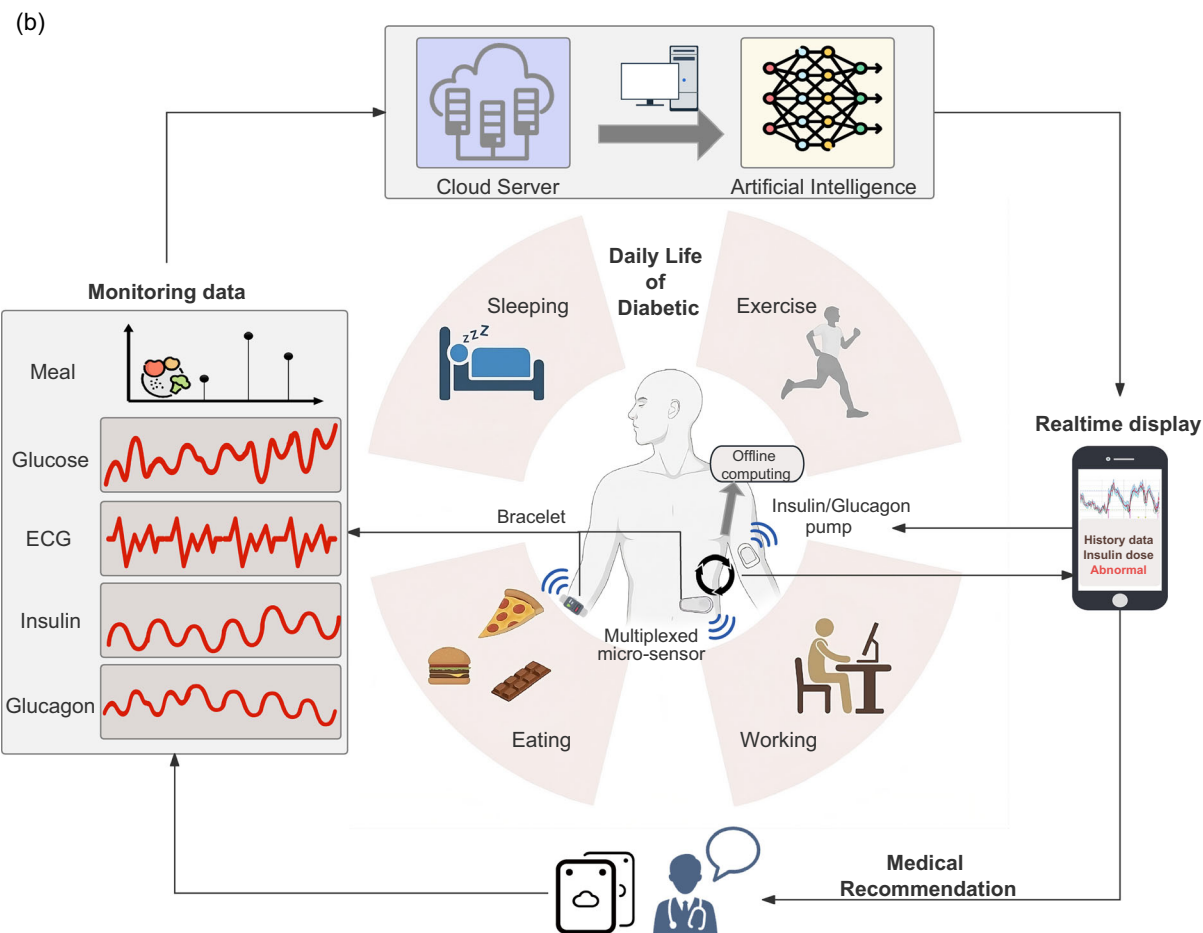 (b)
Cloud Server
Artificial Intelligence
Daily Life
of
Diabetic
Sleeping
zzz
Exercise
Monitoring data
Meal
Glucose
ECG
Insulin
Glucagon
Offline
computing
Bracelet
Insulin/Glucagon
pump
Multiplexed
micro-sensor
Eating
Working
Realtime display
History data
Insulin dose
Abnormal
Medical
Recommendation